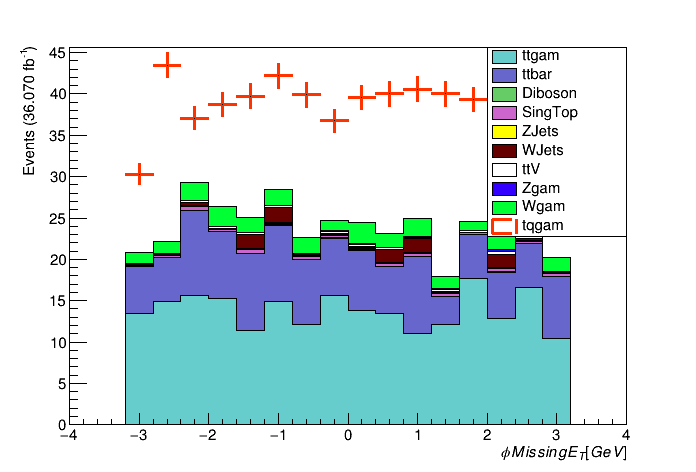 Events (36.070 fb⁻¹)
45
40
35
30
25
20
15
10
5
0
−4 −3 −2 −1 0 1 2 3 4
ϕMissingE_T[GeV]
ttgam
ttbar
Diboson
SingTop
ZJets
WJets
ttV
Zgam
Wgam
tqgam